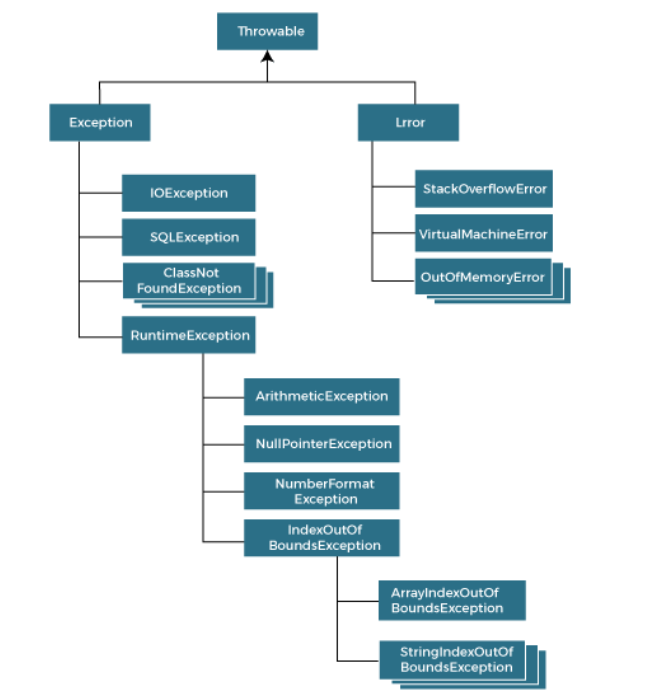 Throwable
Exception
Lrror
IOException
SQLException
ClassNot
FoundException
RuntimeException
StackOverflowError
VirtualMachineError
OutOfMemoryError
ArithmeticException
NullPointerException
NumberFormat
Exception
IndexOutOf
BoundsException
ArrayIndexOutOf
BoundsException
StringIndexOutOf
BoundsException